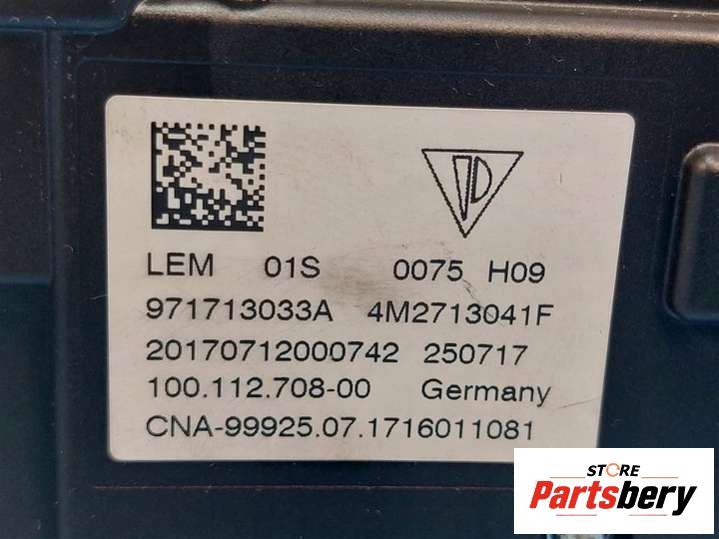 LEM 01S 0075 H09
971713033A 4M2713041F
20170712000742 250717
100.112.708-00 Germany
CNA-99925.07.1716011081
STORE
Partsbery